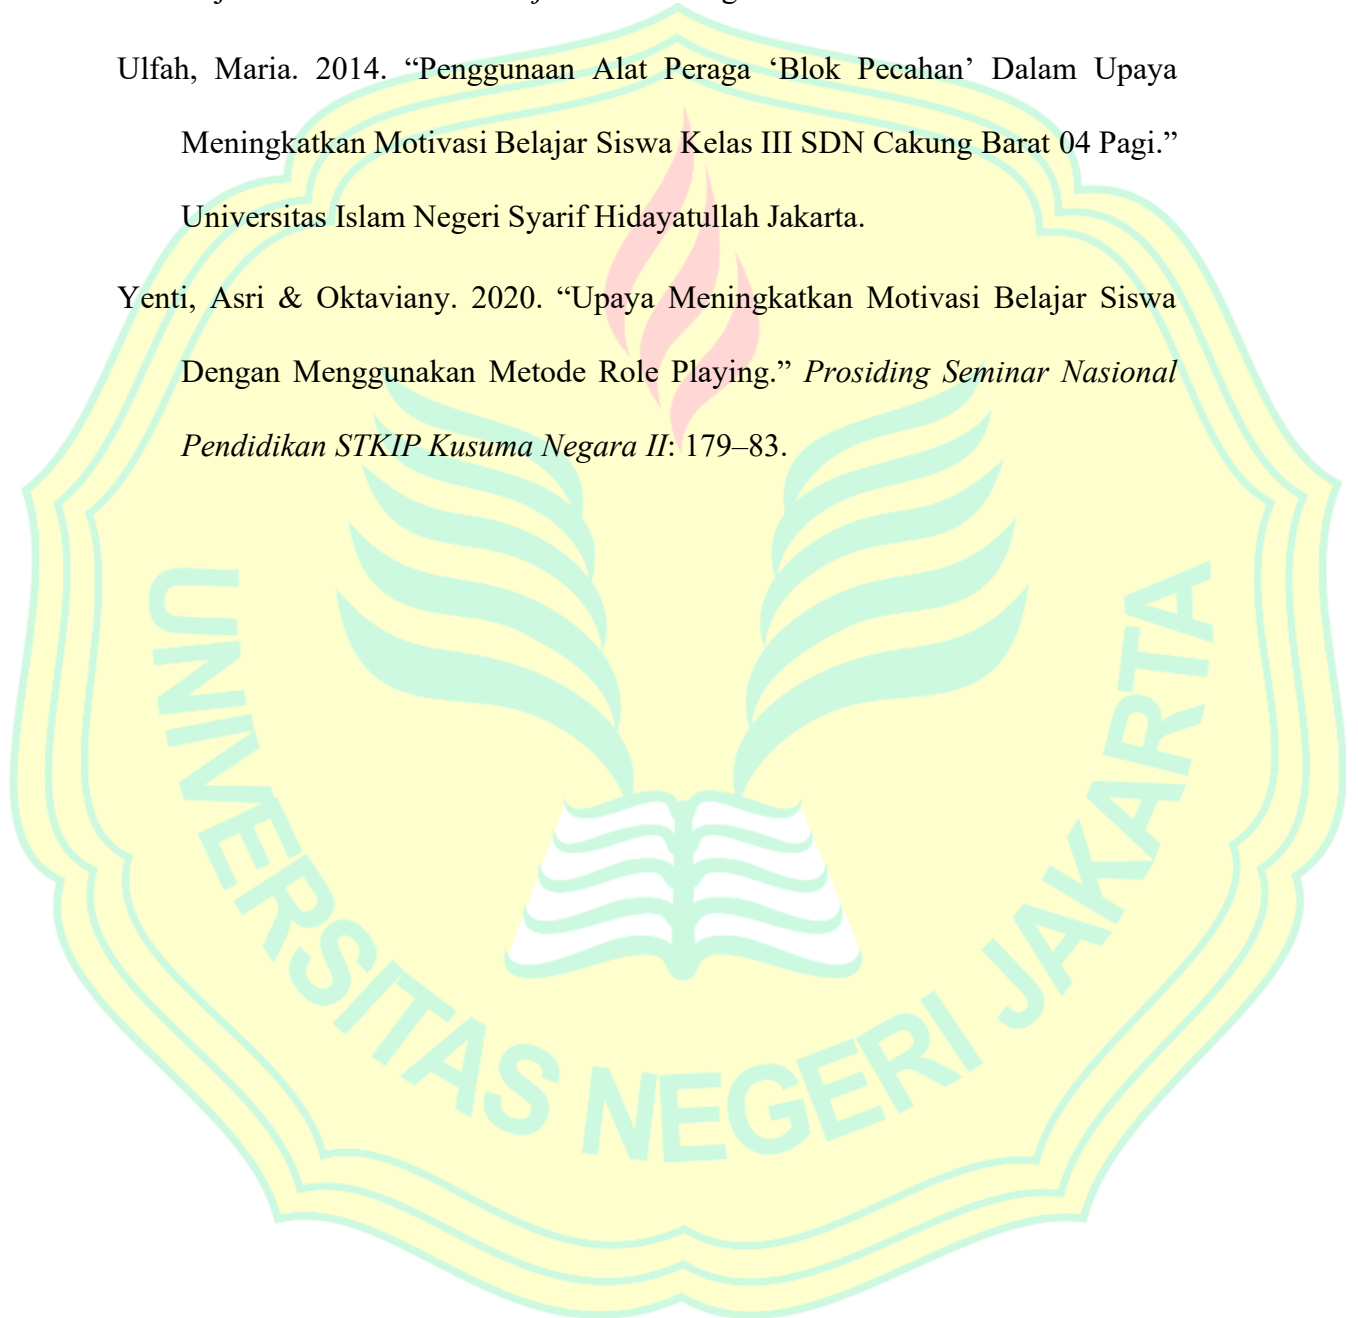 Ulfah, Maria. 2014. “Penggunaan Alat Peraga ‘Blok Pecahan’ Dalam Upaya
Meningkatkan Motivasi Belajar Siswa Kelas III SDN Cakung Barat 04 Pagi.”
Universitas Islam Negeri Syarif Hidayatullah Jakarta.
Yenti, Asri & Oktaviany. 2020. “Upaya Meningkatkan Motivasi Belajar Siswa
Dengan Menggunakan Metode Role Playing.” Prosiding Seminar Nasional
Pendidikan STKIP Kusuma Negara II: 179–83.
UNIVERSITAS NEGERI JAKARTA